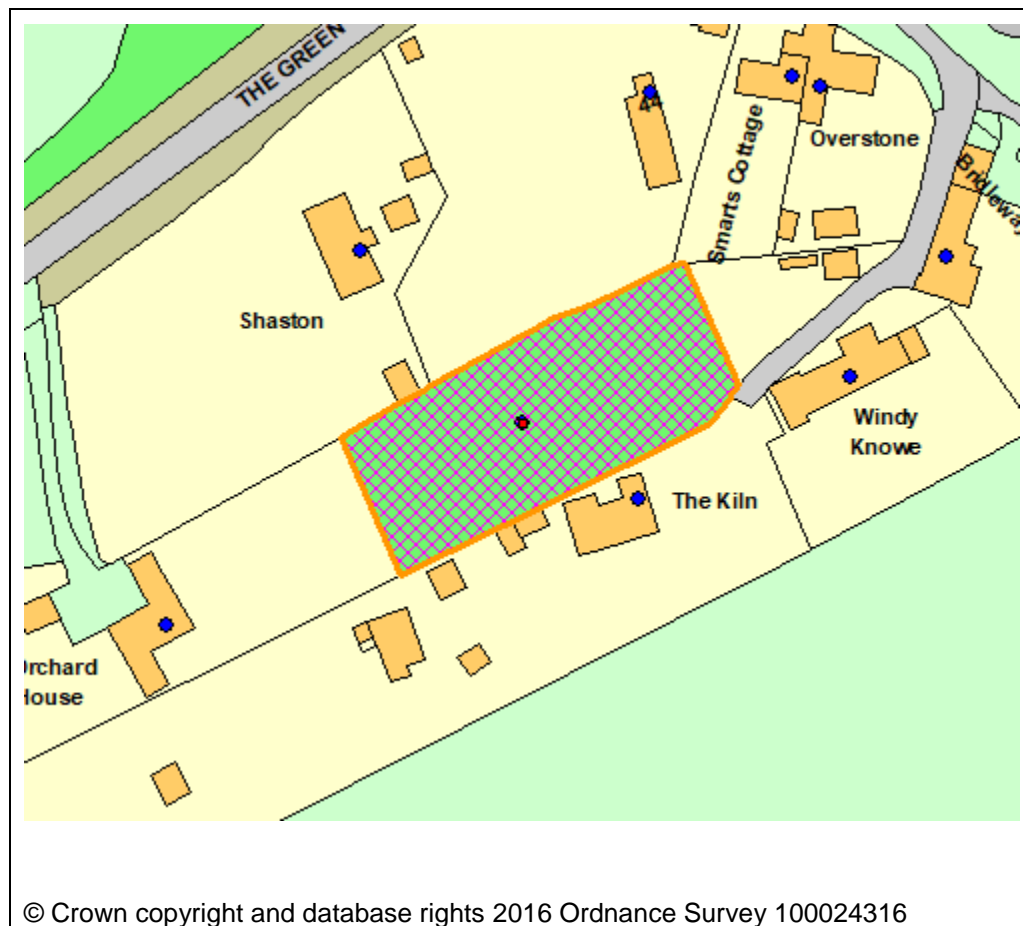 THE GREEN
44
Smarts Cottage
Overstone
Bridleway
Shaston
Windy
Knowe
The Kiln
rchard
House
© Crown copyright and database rights 2016 Ordnance Survey 100024316